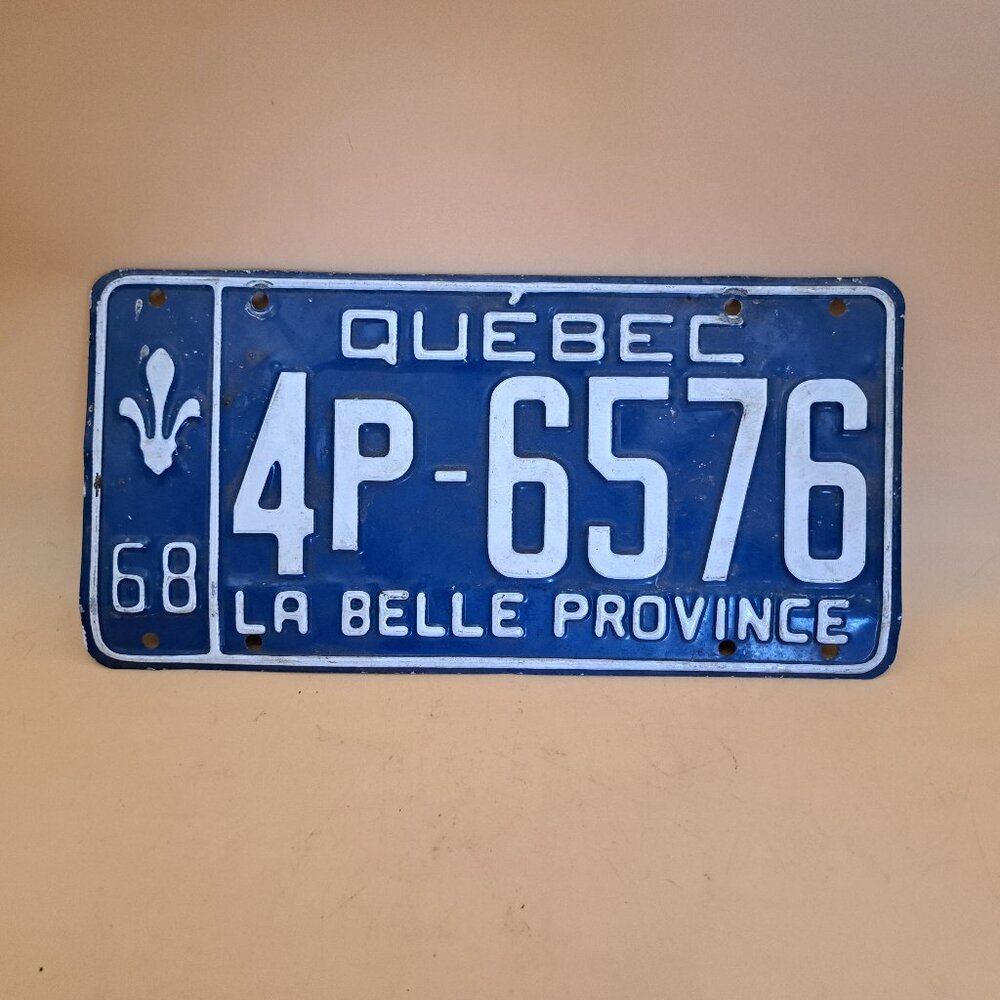 QUÉBEC
4P-6576
68
LA BELLE PROVINCE